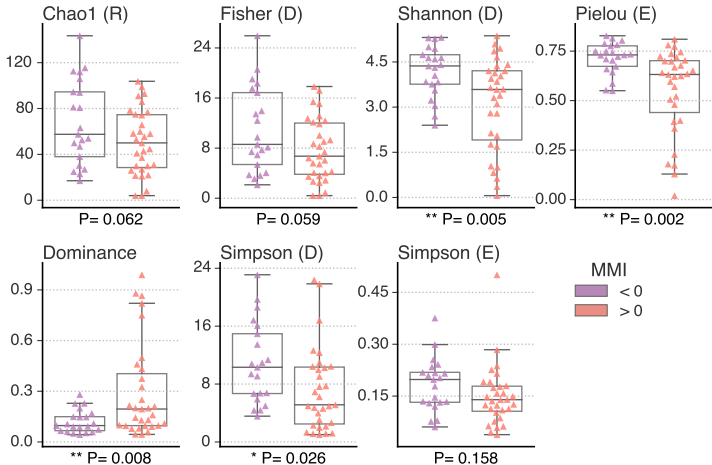 Chao1 (R)
120
80
40
0
P= 0.062
Fisher (D)
24
16
8
0
P= 0.059
Shannon (D)
4.5
3.0
1.5
0.0
** P= 0.005
Pielou (E)
0.75
0.50
0.25
0.00
** P= 0.002
Dominance
0.9
0.6
0.3
0.0
** P= 0.008
Simpson (D)
24
16
8
0
* P= 0.026
Simpson (E)
0.45
0.30
0.15
P= 0.158
MMI
< 0
> 0